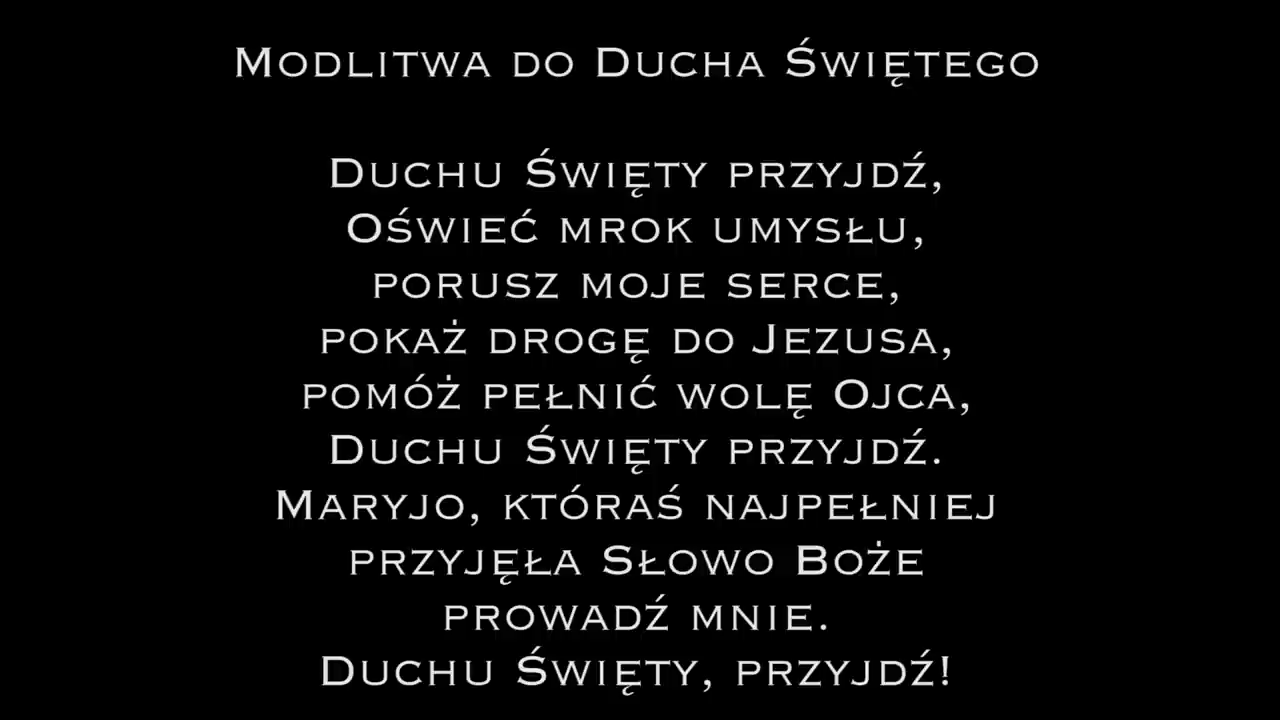 Modlitwa do Ducha Świętego
Duchu Święty przyjdź,
Oświeć mrok umysłu,
porusz moje serce,
pokaż drogę do Jezusa,
pomóż pełnić wolę Ojca,
Duchu Święty przyjdź.
Maryjo, któraś najpełniej
przyjęła Słowo Boże
prowadź mnie.
Duchu Święty, przyjdź!